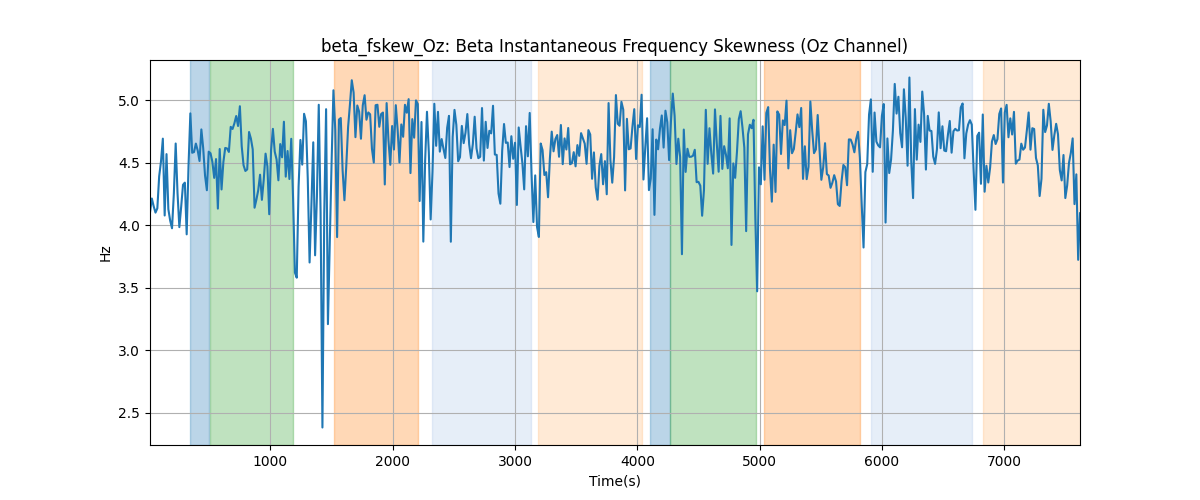 beta_fskew_Oz: Beta Instantaneous Frequency Skewness (Oz Channel)
5.0
4.5
4.0
3.5
3.0
2.5
Hz
1000 2000 3000 4000 5000 6000 7000
Time(s)